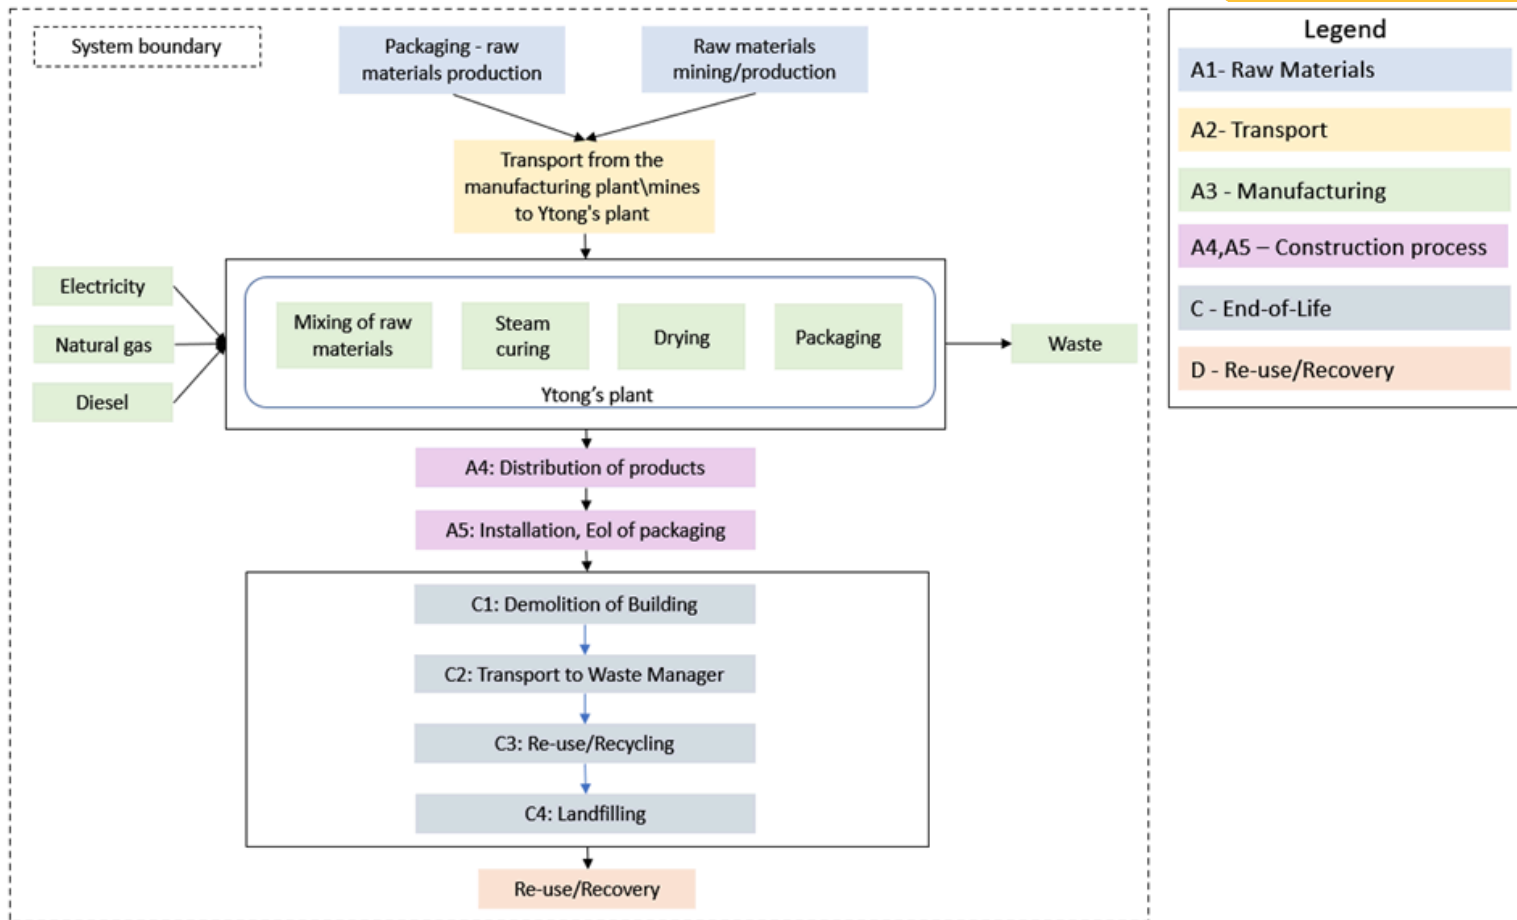 System boundary
Packaging - raw
materials production
Raw materials
mining/production
Transport from the
manufacturing plant\mines
to Ytong's plant
Electricity
Natural gas
Diesel
Mixing of raw
materials
Steam
curing
Drying
Packaging
Ytong’s plant
Waste
A4: Distribution of products
A5: Installation, Eol of packaging
C1: Demolition of Building
C2: Transport to Waste Manager
C3: Re-use/Recycling
C4: Landfilling
Re-use/Recovery
Legend
A1- Raw Materials
A2- Transport
A3 - Manufacturing
A4,A5 – Construction process
C - End-of-Life
D - Re-use/Recovery